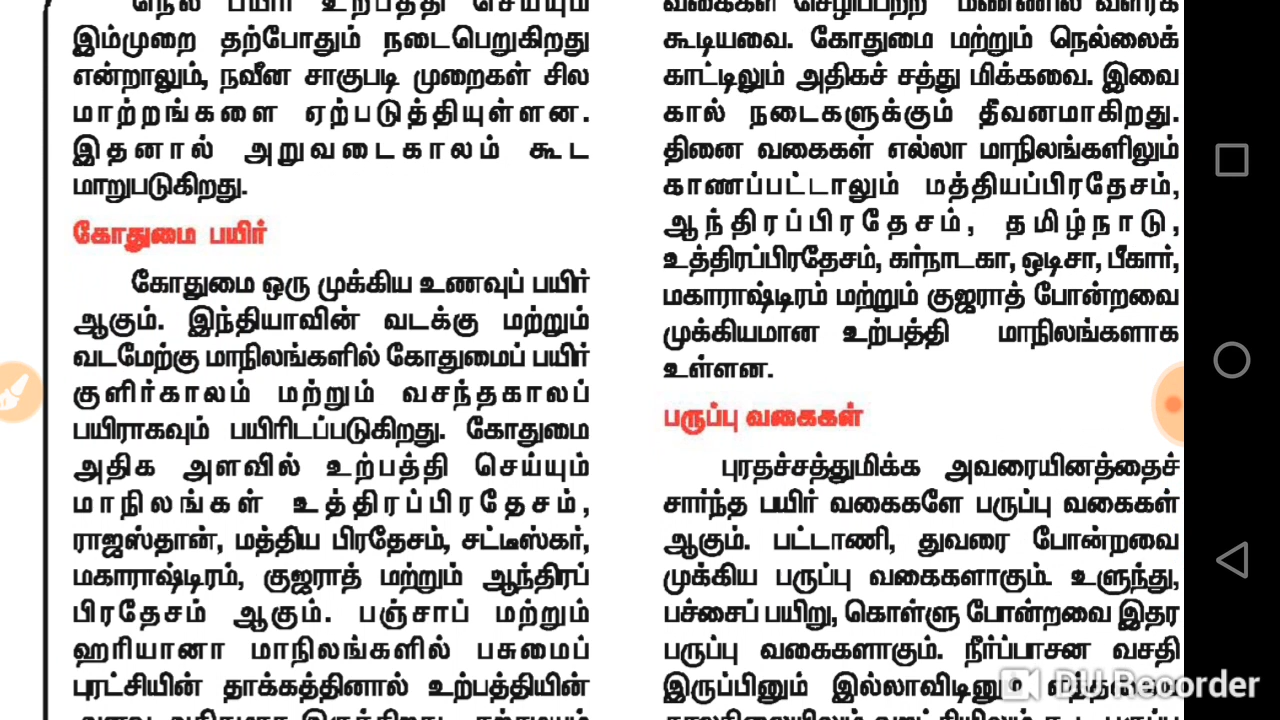 நெல் பயிர் உற்பத்தி செய்யும்
இம்முறை தற்போதும் நடைபெறுகிறது
என்றாலும், நவீன சாகுபடி முறைகள் சில
மாற்றங்களை ஏற்படுத்தியுள்ளன.
இதனால் அறுவடைகாலம் கூட
மாறுபடுகிறது.
கோதுமை பயிர்
கோதுமை ஒரு முக்கிய உணவுப் பயிர்
ஆகும். இந்தியாவின் வடக்கு மற்றும்
வடமேற்கு மாநிலங்களில் கோதுமைப் பயிர்
குளிர்காலம் மற்றும் வசந்தகாலப்
பயிராகவும் பயிரிடப்படுகிறது. கோதுமை
அதிக அளவில் உற்பத்தி செய்யும்
மாநிலங்கள் உத்திரப்பிரதேசம்,
ராஜஸ்தான், மத்திய பிரதேசம், சட்டீஸ்கர்,
மகாராஷ்டிரம், குஜராத் மற்றும் ஆந்திரப்
பிரதேசம் ஆகும். பஞ்சாப் மற்றும்
ஹரியானா மாநிலங்களில் பசுமைப்
புரட்சியின் தாக்கத்தினால் உற்பத்தியின்
வகைகள் செழிப்பற்ற மண்ணில் வளரக்
கூடியவை. கோதுமை மற்றும் நெல்லைக்
காட்டிலும் அதிகச் சத்து மிக்கவை. இவை
கால் நடைகளுக்கும் தீவனமாகிறது.
தினை வகைகள் எல்லா மாநிலங்களிலும்
காணப்பட்டாலும் மத்தியப்பிரதேசம்,
ஆந்திரப்பிரதேசம், தமிழ்நாடு,
உத்திரப்பிரதேசம், கர்நாடகா, ஒடிசா, பீகார்,
மகாராஷ்டிரம் மற்றும் குஜராத் போன்றவை
முக்கியமான உற்பத்தி மாநிலங்களாக
உள்ளன.
பருப்பு வகைகள்
புரதச்சத்துமிக்க அவரையினத்தைச்
சார்ந்த பயிர் வகைகளே பருப்பு வகைகள்
ஆகும். பட்டாணி, துவரை போன்றவை
முக்கிய பருப்பு வகைகளாகும். உளுந்து,
பச்சைப் பயிறு, கொள்ளு போன்றவை இதர
பருப்பு வகைகளாகும். நீர்ப்பாசன வசதி
இருப்பினும் இல்லாவிடினும்
DU Recorder